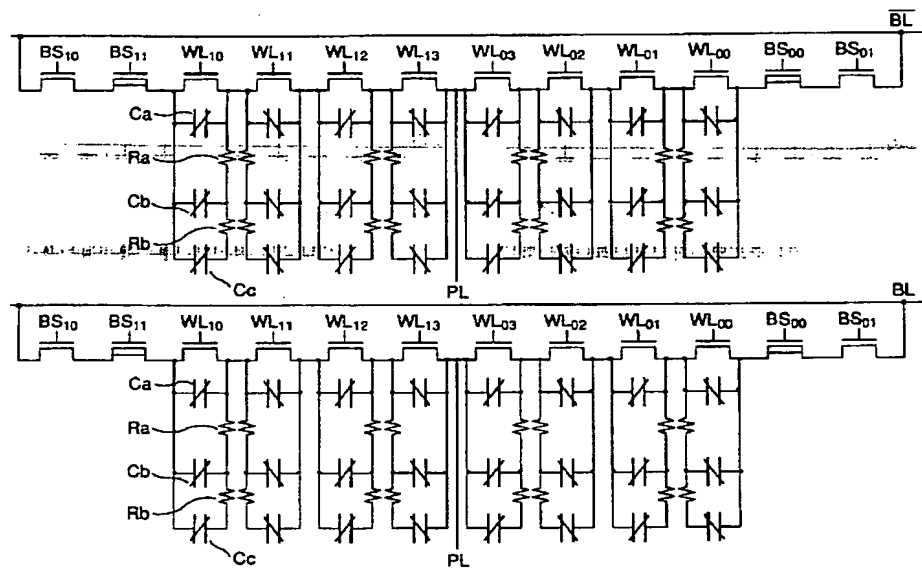 B̅L̅
BS₁₀ BS₁₁ WL₁₀ WL₁₁ WL₁₂ WL₁₃ WL₀₃ WL₀₂ WL₀₁ WL₀₀ BS₀₀ BS₀₁
Ca
Ra
Cb
Rb
Cc
PL
BL
BS₁₀ BS₁₁ WL₁₀ WL₁₁ WL₁₂ WL₁₃ WL₀₃ WL₀₂ WL₀₁ WL₀₀ BS₀₀ BS₀₁
Ca
Ra
Cb
Rb
Cc
PL